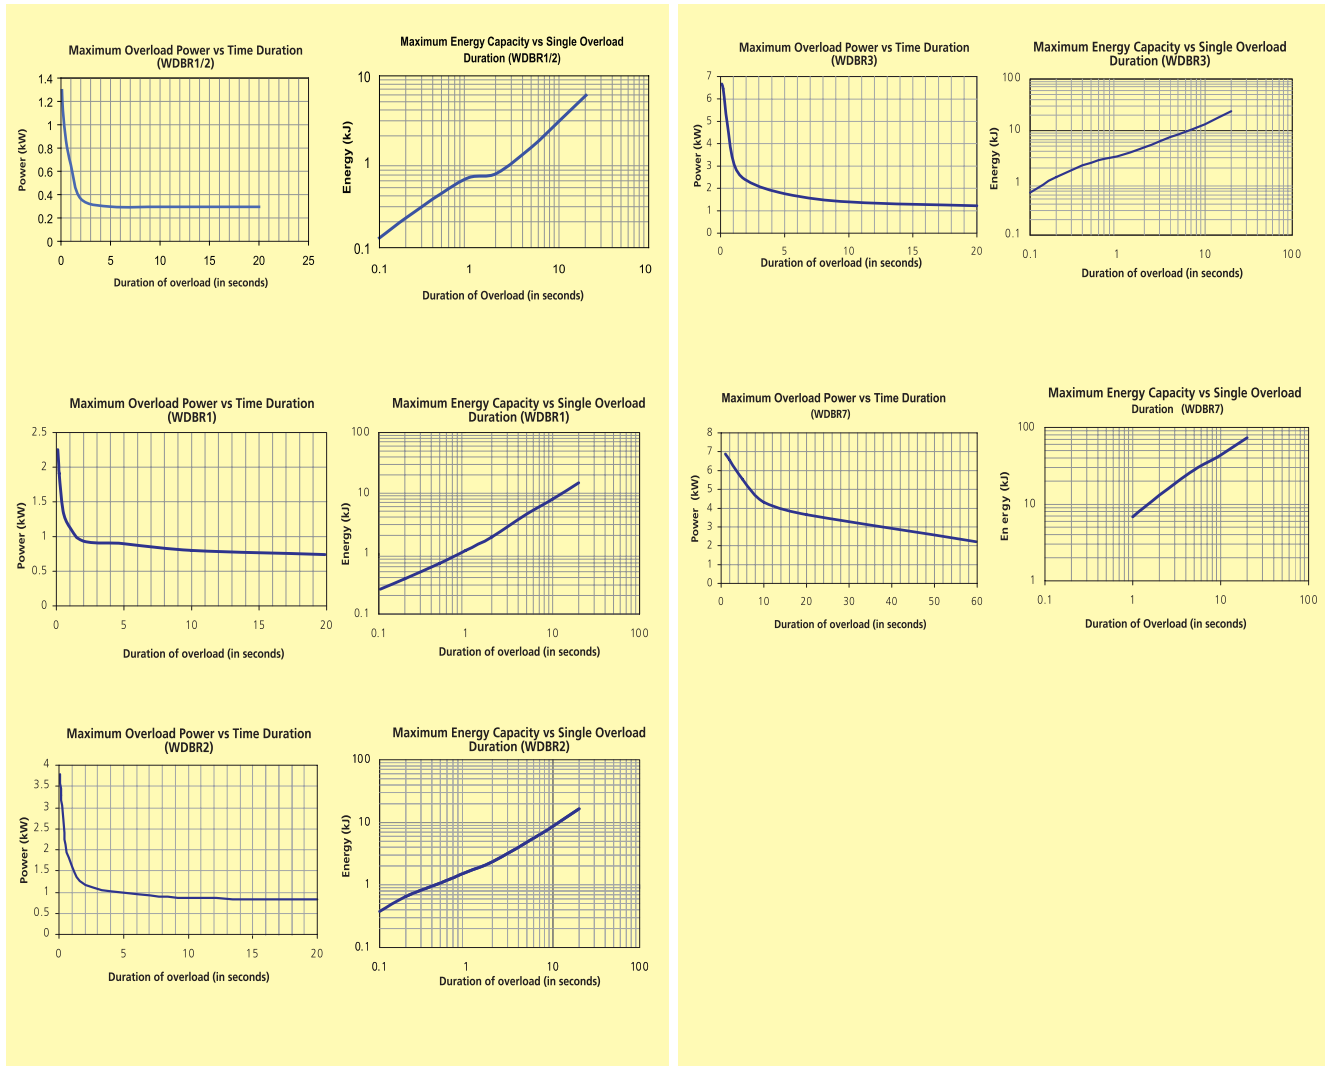 Maximum Overload Power vs Time Duration
(WDBR1/2)
Power (kW)
1.4
1.2
1
0.8
0.6
0.4
0.2
0
0 5 10 15 20 25
Duration of overload (in seconds)
Maximum Energy Capacity vs Single Overload
Duration (WDBR1/2)
Energy (kJ)
10
1
0.1
0.1 1 10 10
Duration of Overload (in seconds)
Maximum Overload Power vs Time Duration
(WDBR1)
Power (kW)
2.5
2
1.5
1
0.5
0
0 5 10 15 20
Duration of overload (in seconds)
Maximum Energy Capacity vs Single Overload
Duration (WDBR1)
Energy (kJ)
100
10
1
0.1
0.1 1 10 100
Duration of overload (in seconds)
Maximum Overload Power vs Time Duration
(WDBR2)
Power (kW)
4
3.5
3
2.5
2
1.5
1
0.5
0
0 5 10 15 20
Duration of overload (in seconds)
Maximum Energy Capacity vs Single Overload
Duration (WDBR2)
Energy (kJ)
100
10
1
0.1
0.1 1 10 100
Duration of overload (in seconds)
Maximum Overload Power vs Time Duration
(WDBR3)
Power (kW)
7
6
5
4
3
2
1
0
0 5 10 15 20
Duration of overload (in seconds)
Maximum Energy Capacity vs Single Overload
Duration (WDBR3)
Energy (kJ)
100
10
1
0.1
0.1 1 10 100
Duration of overload (in seconds)
Maximum Overload Power vs Time Duration
(WDBR7)
Power (kW)
8
7
6
5
4
3
2
1
0
0 10 20 30 40 50 60
Duration of overload (in seconds)
Maximum Energy Capacity vs Single Overload
Duration (WDBR7)
En ergy (kJ)
100
10
1
0.1 1 10 100
Duration of Overload (in seconds)